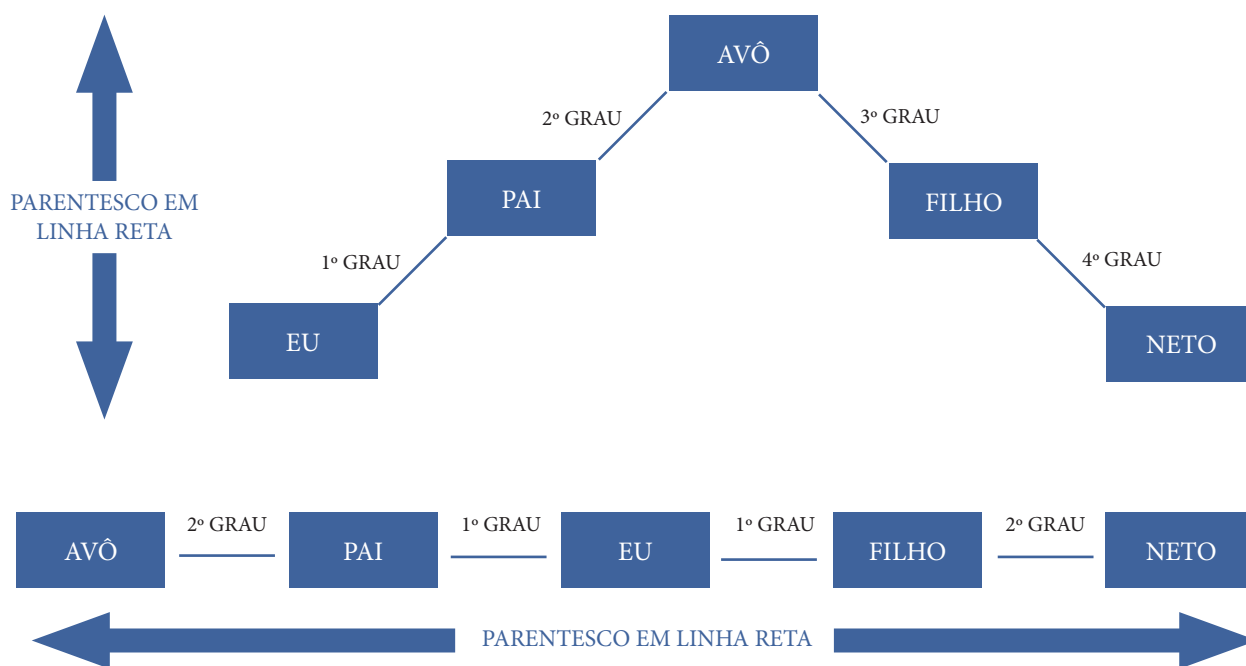 AVÔ
2º GRAU
3º GRAU
PAI
FILHO
PARENTESCO EM
LINHA RETA
1º GRAU
4º GRAU
EU
NETO
2º GRAU
1º GRAU
1º GRAU
2º GRAU
AVÔ
PAI
EU
FILHO
NETO
PARENTESCO EM LINHA RETA